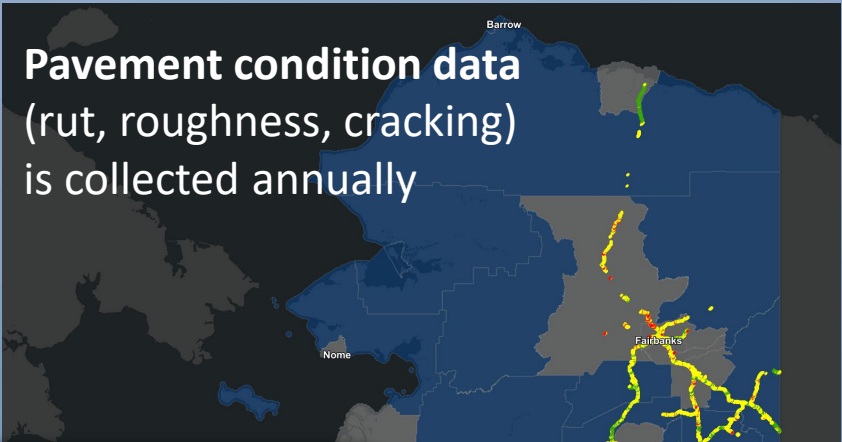 Barrow
Pavement condition data
(rut, roughness, cracking)
is collected annually
Fairbanks
Nome